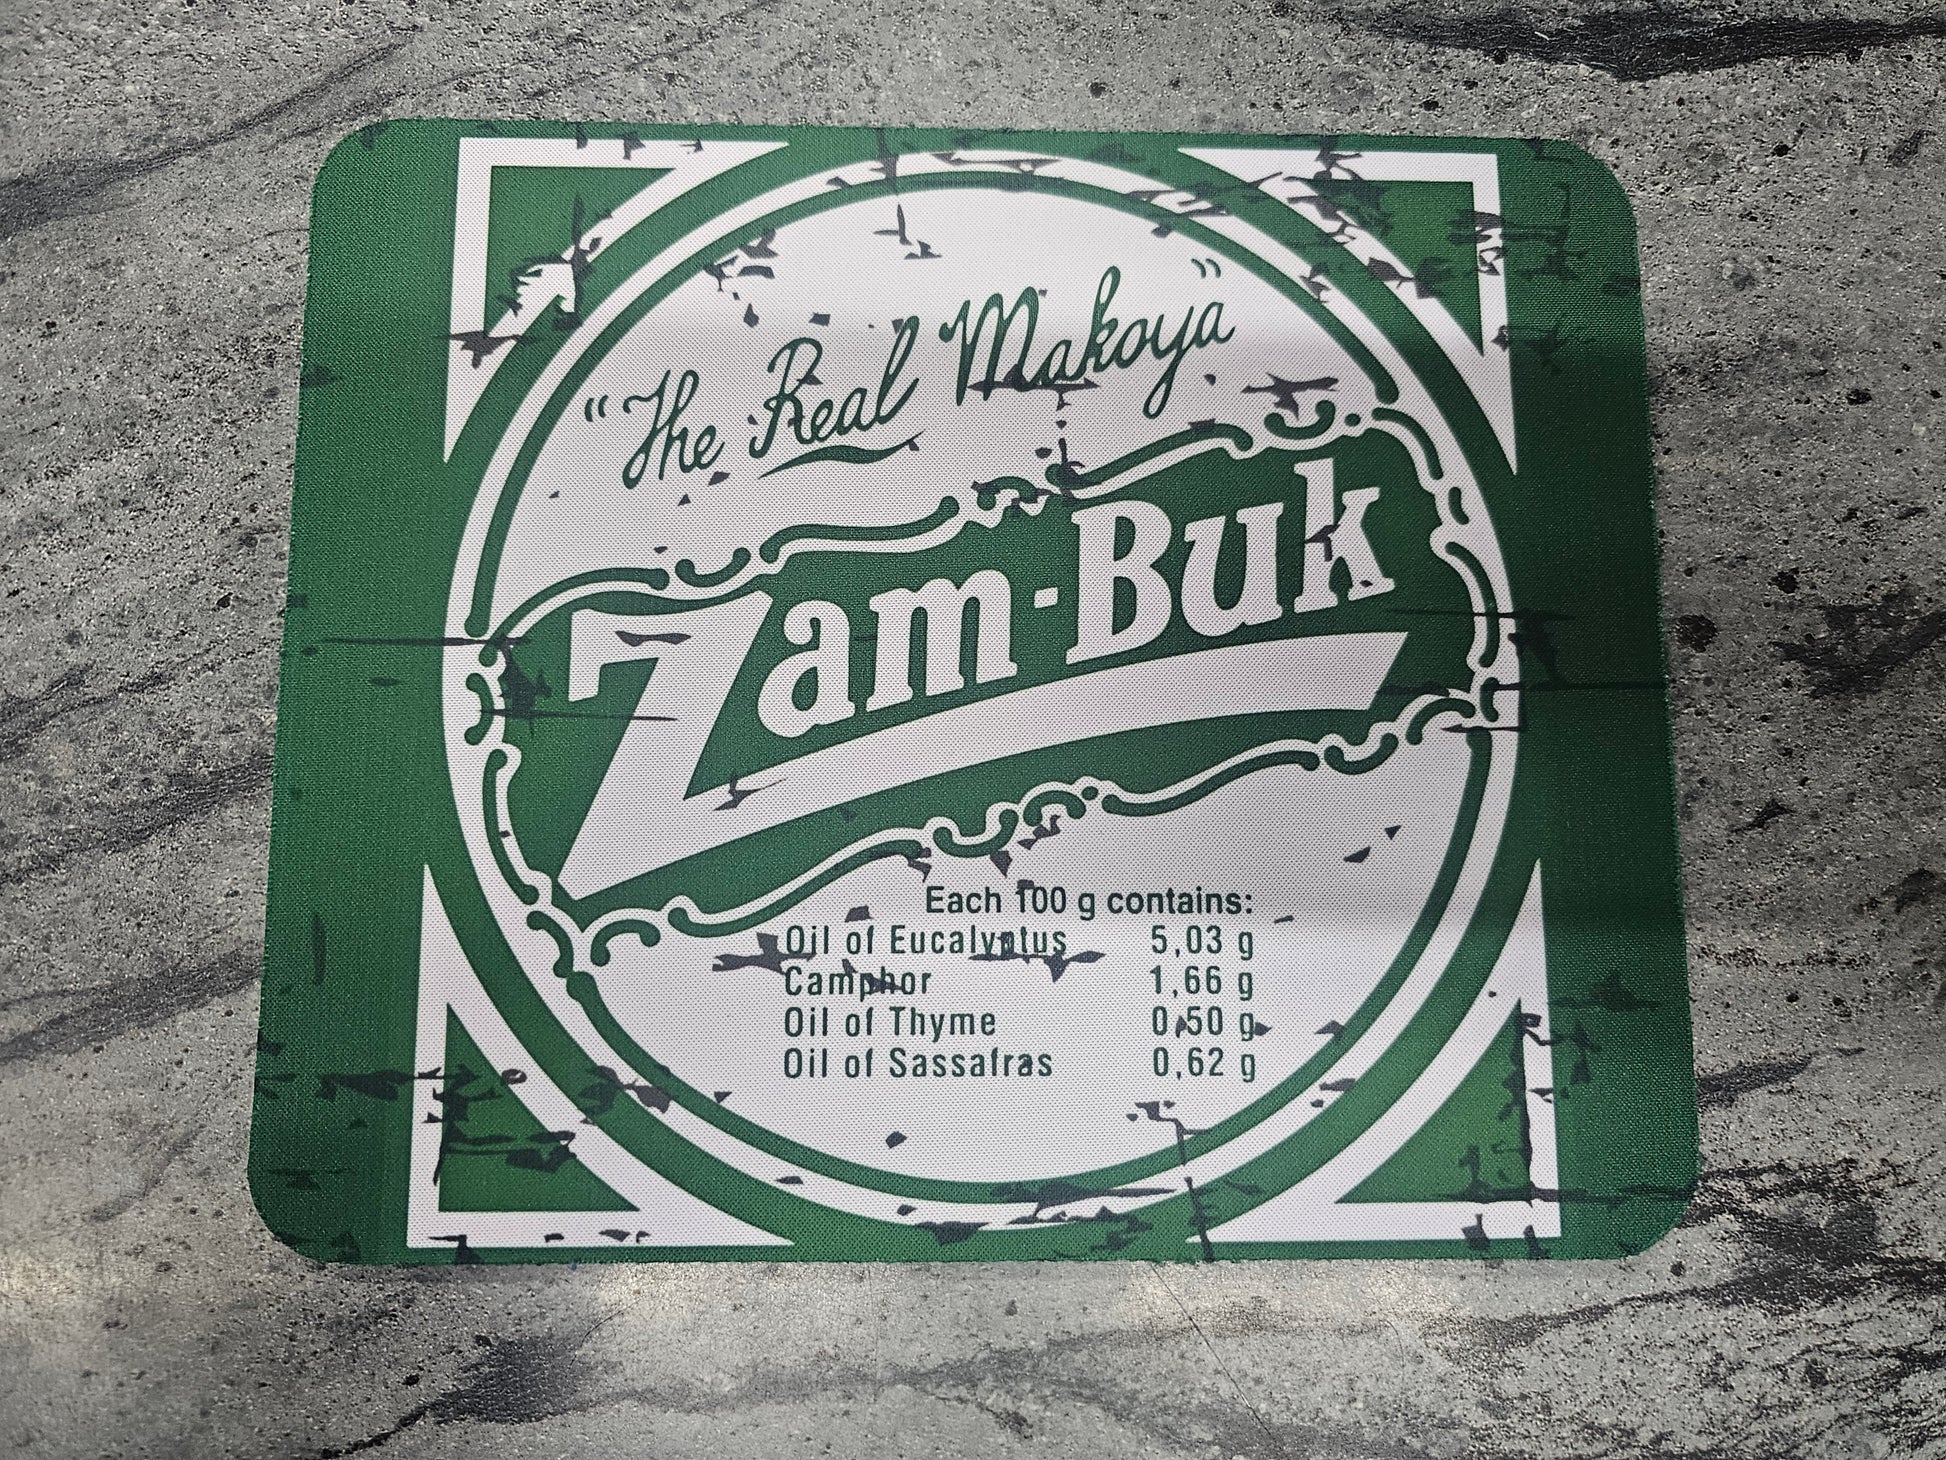 "The Real Makoya"
Zam-Buk
Each 100 g contains:
Oil of Eucalyptus 5,03 g
Camphor 1,66 g
Oil of Thyme 0,50 g
Oil of Sassafras 0,62 g